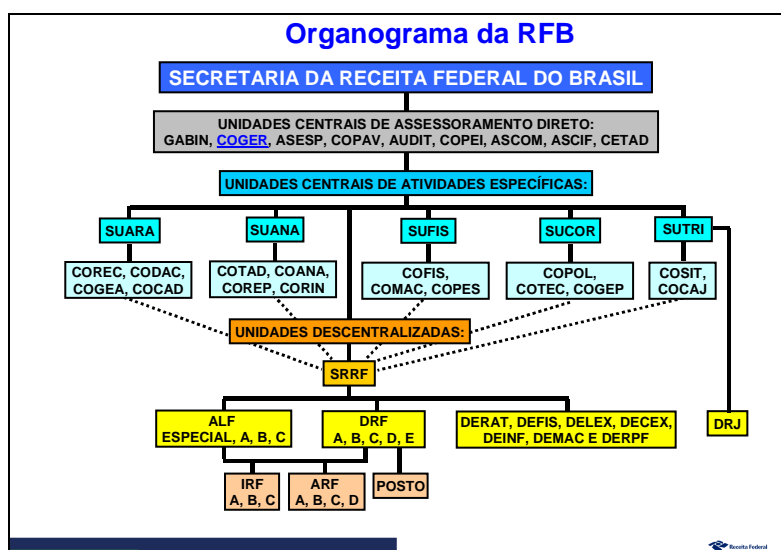 Organograma da RFB
SECRETARIA DA RECEITA FEDERAL DO BRASIL
UNIDADES CENTRAIS DE ASSESSORAMENTO DIRETO:
GABIN, COGER, ASESP, COPAV, AUDIT, COPEI, ASCOM, ASCIF, CETAD
UNIDADES CENTRAIS DE ATIVIDADES ESPECÍFICAS:
SUARA
SUANA
SUFIS
SUCOR
SUTRI
COREC, CODAC,
COGEA, COCAD
COTAD, COANA,
COREP, CORIN
COFIS,
COMAC, COPES
COPOL,
COTEC, COGEP
COSIT,
COCAJ
UNIDADES DESCENTRALIZADAS:
SRRF
ALF
ESPECIAL, A, B, C
DRF
A, B, C, D, E
DERAT, DEFIS, DELEX, DECEX,
DEINF, DEMAC E DERPF
DRJ
IRF
A, B, C
ARF
A, B, C, D
POSTO
Receita Federal